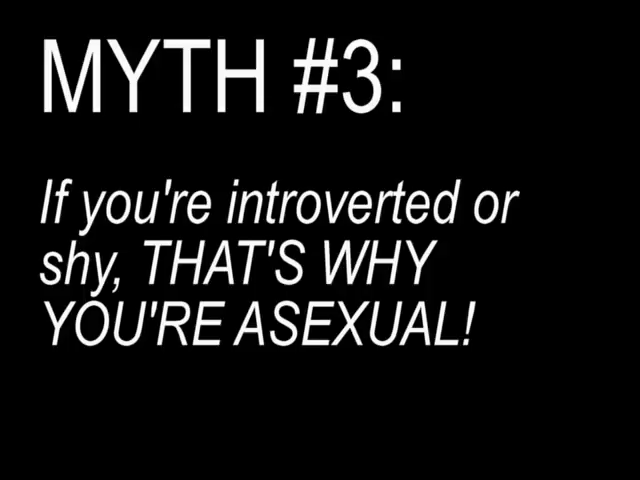 MYTH #3:
If you're introverted or
shy, THAT'S WHY
YOU'RE ASEXUAL!